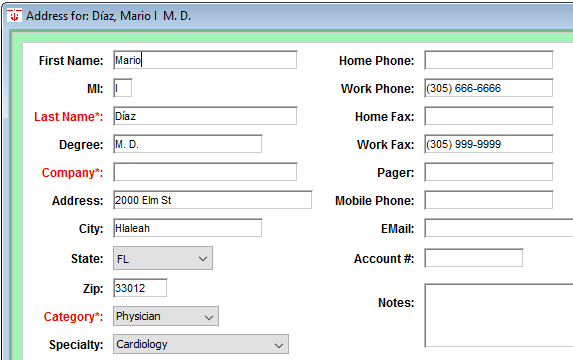 Address for: Díaz, Mario I  M. D.
First Name: Mario
MI: I
Last Name*: Díaz
Degree: M. D.
Company*:
Address: 2000 Elm St
City: Hlaleah
State: FL
Zip: 33012
Category*: Physician
Specialty: Cardiology
Home Phone:
Work Phone: (305) 666-6666
Home Fax:
Work Fax: (305) 999-9999
Pager:
Mobile Phone:
EMail:
Account #:
Notes: